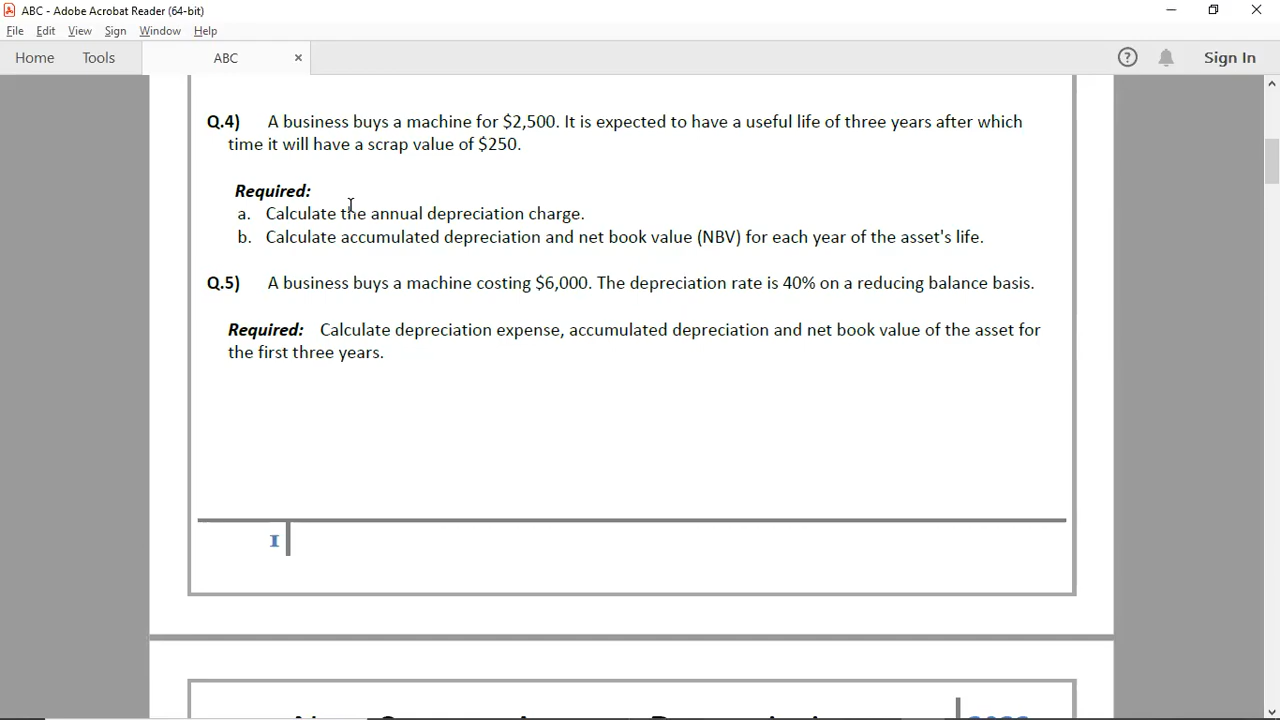 ABC - Adobe Acrobat Reader (64-bit)
File Edit View Sign Window Help
Home Tools ABC × ? Sign In
Q.4) A business buys a machine for $2,500. It is expected to have a useful life of three years after which
time it will have a scrap value of $250.
Required:
a. Calculate the annual depreciation charge.
b. Calculate accumulated depreciation and net book value (NBV) for each year of the asset's life.
Q.5) A business buys a machine costing $6,000. The depreciation rate is 40% on a reducing balance basis.
Required: Calculate depreciation expense, accumulated depreciation and net book value of the asset for
the first three years.
1